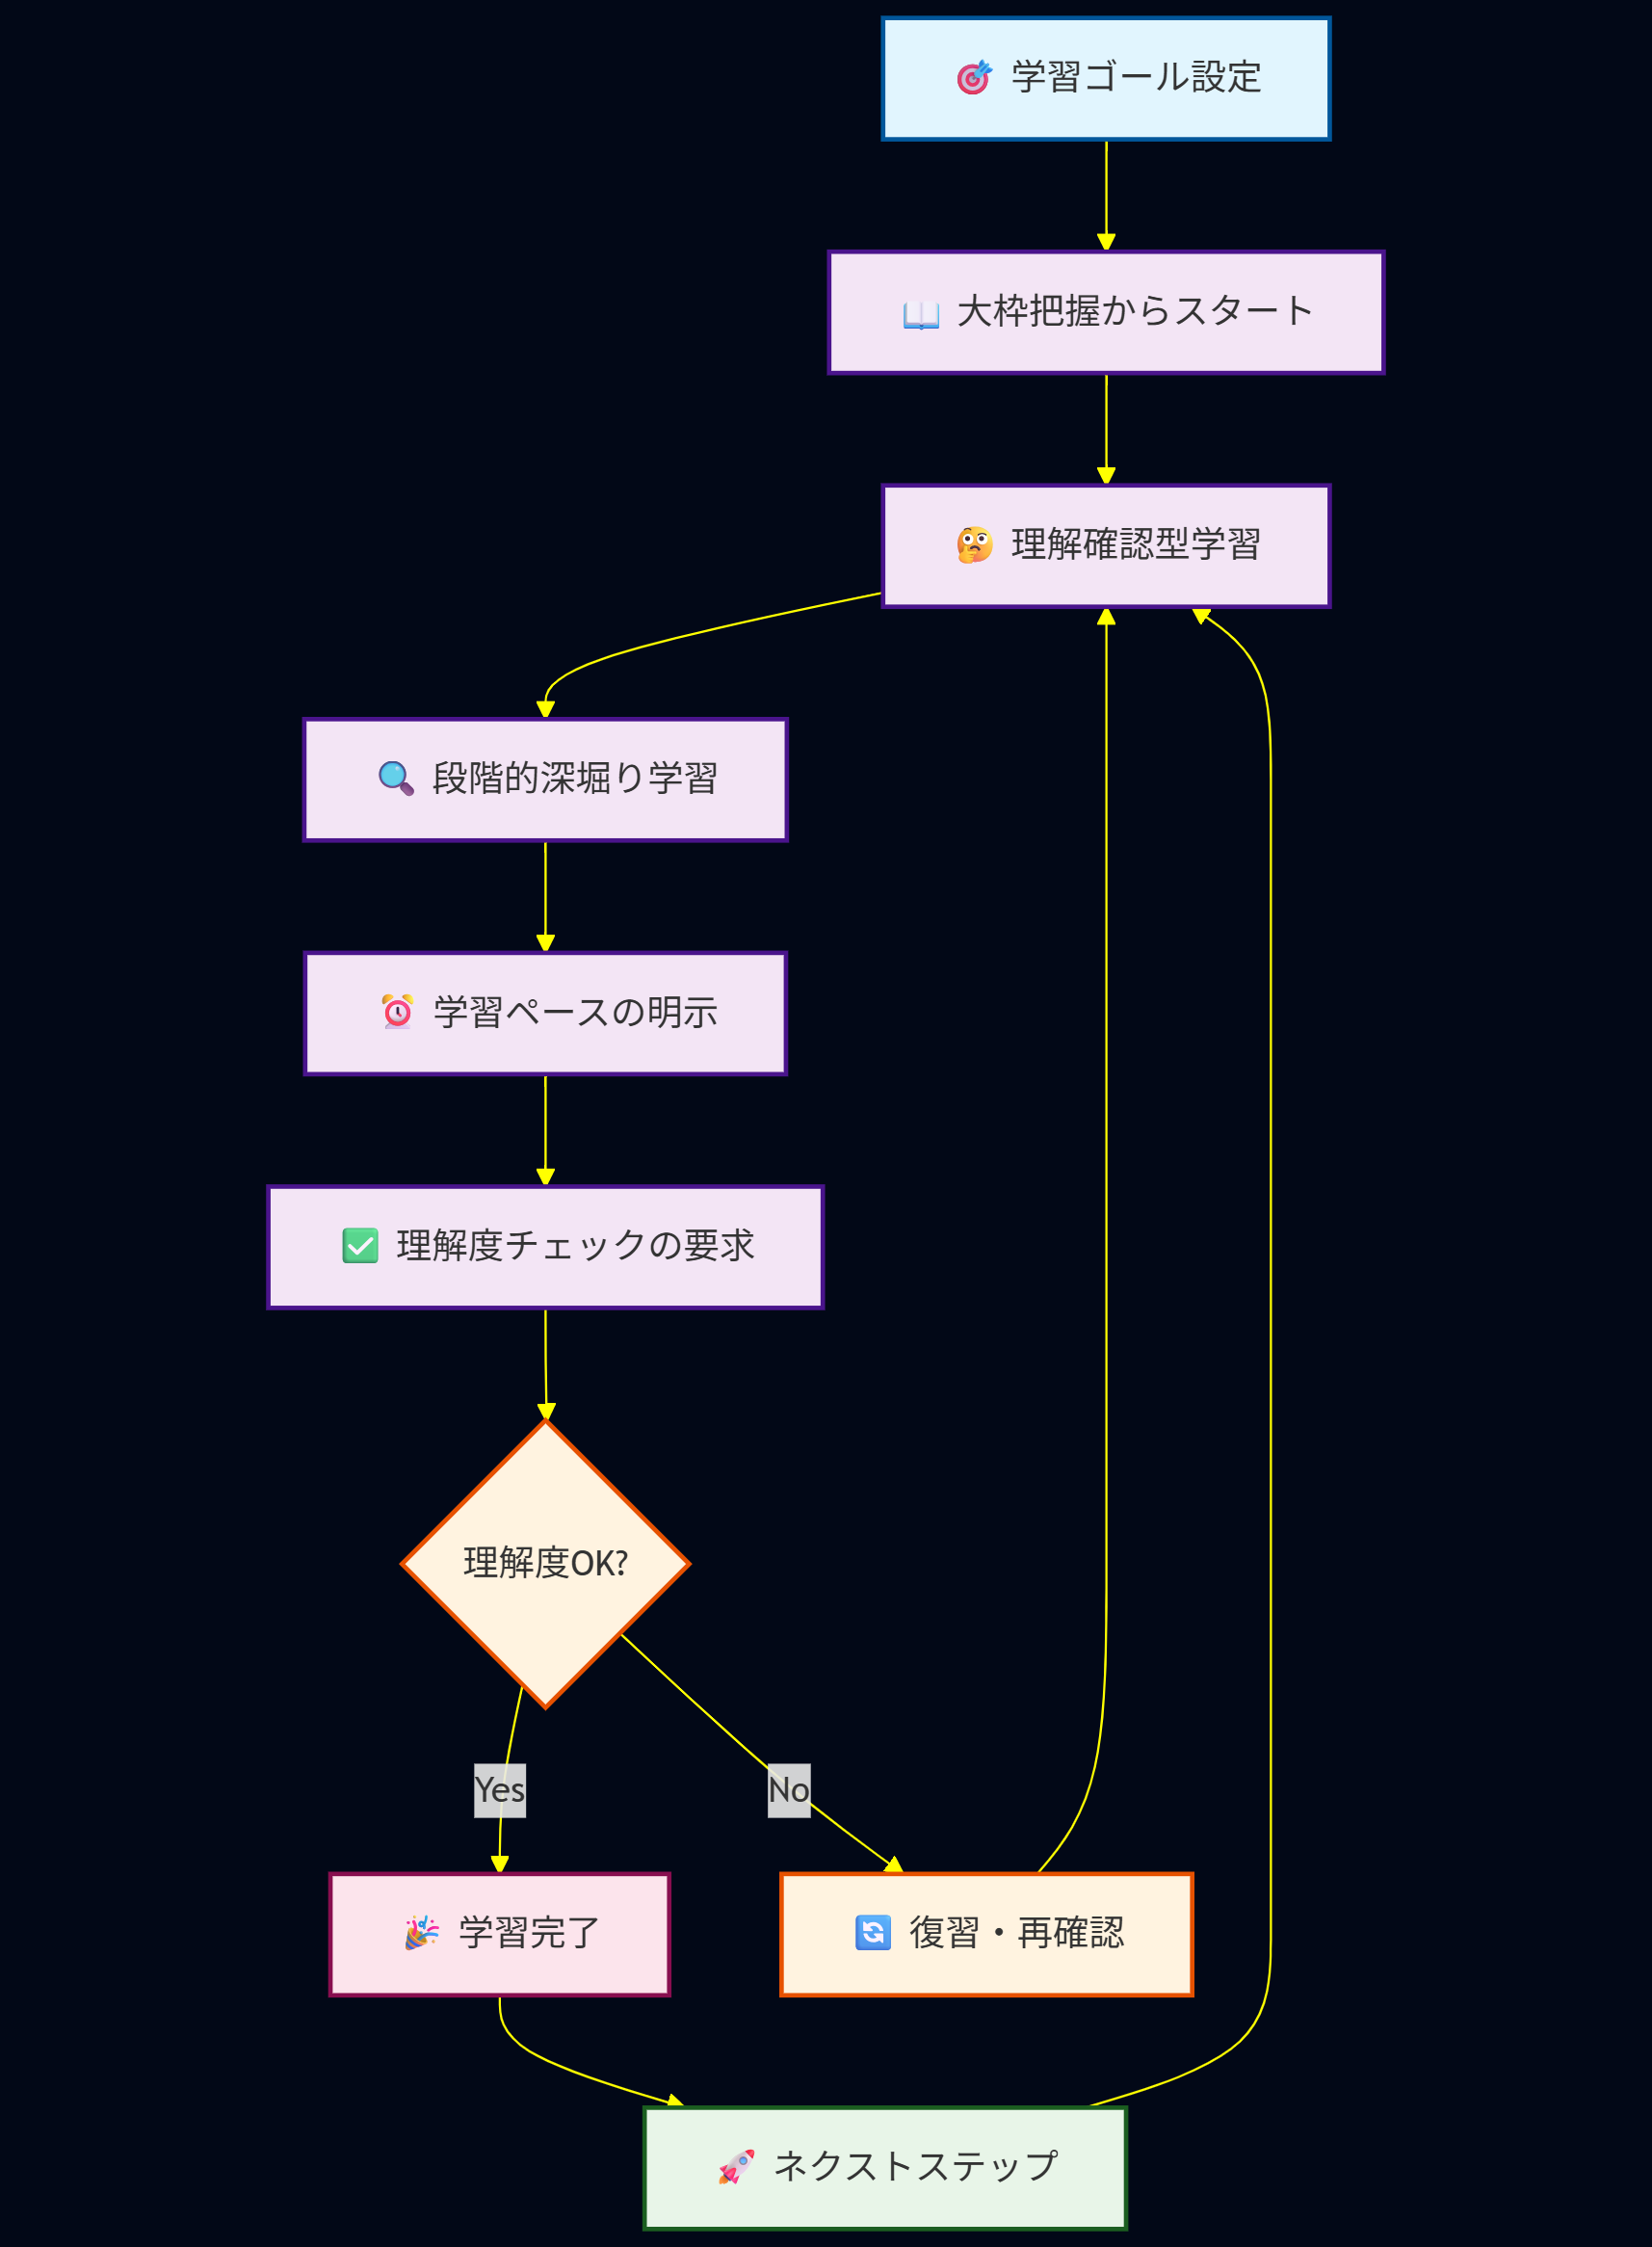 🎯 学習ゴール設定
📖 大枠把握からスタート
🤔 理解確認型学習
🔍 段階的深堀り学習
⏰ 学習ペースの明示
✅ 理解度チェックの要求
理解度OK?
Yes
No
🎉 学習完了
🔄 復習・再確認
🚀 ネクストステップ